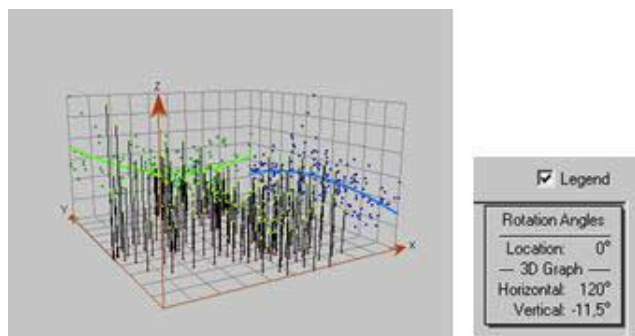 Z
Y
X
Legend
Rotation Angles
Location: 0°
— 3D Graph —
Horizontal: 120°
Vertical: -11,5°